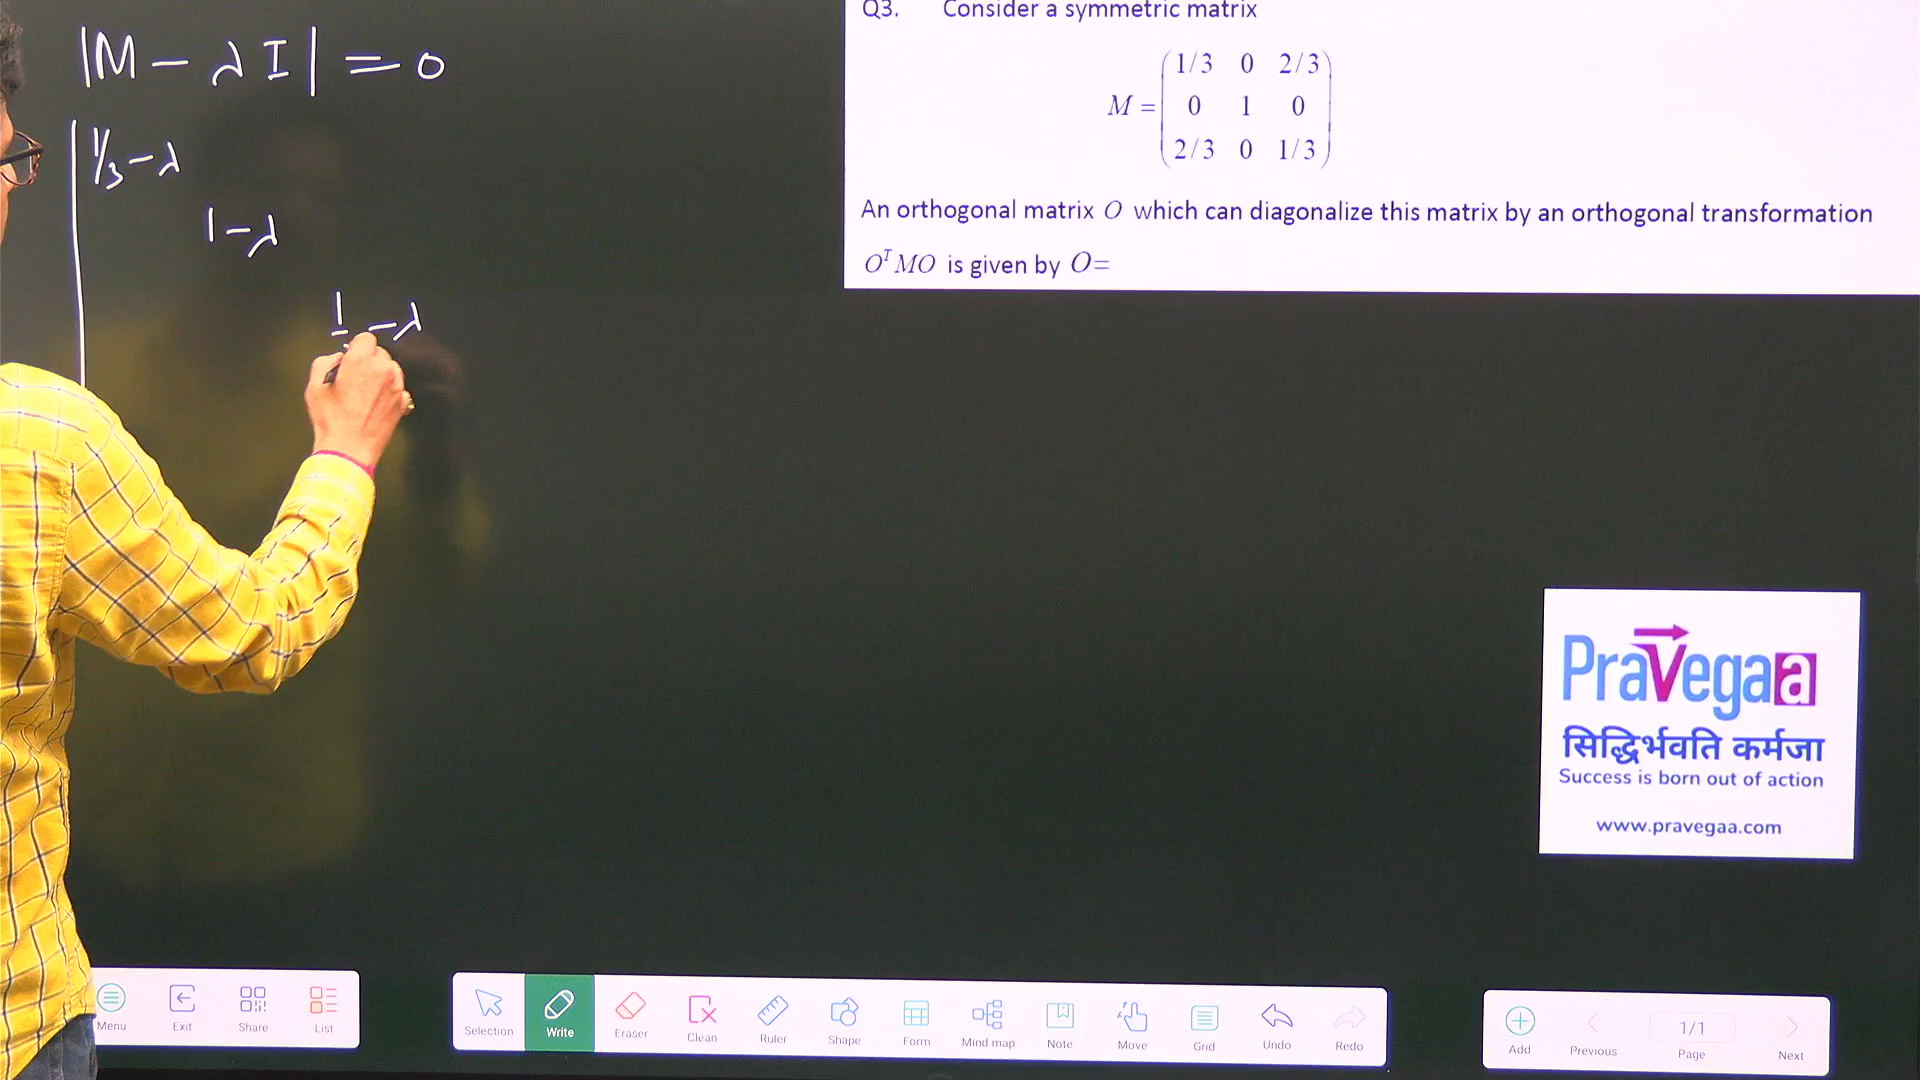 |M - λ I| = 0
1/3 - λ
1 - λ
1 - λ
Q3. Consider a symmetric matrix
1/3 0 2/3
M = 0 1 0
2/3 0 1/3
An orthogonal matrix O which can diagonalize this matrix by an orthogonal transformation
OᵀMO is given by O=
Pravegaa
सिद्धिर्भवति कर्मजा
Success is born out of action
www.pravegaa.com
Menu Exit Share List
Selection Write Eraser Clean Ruler Shape Form Mind map Note Move Grid Undo Redo
1/1
Add Previous Page Next